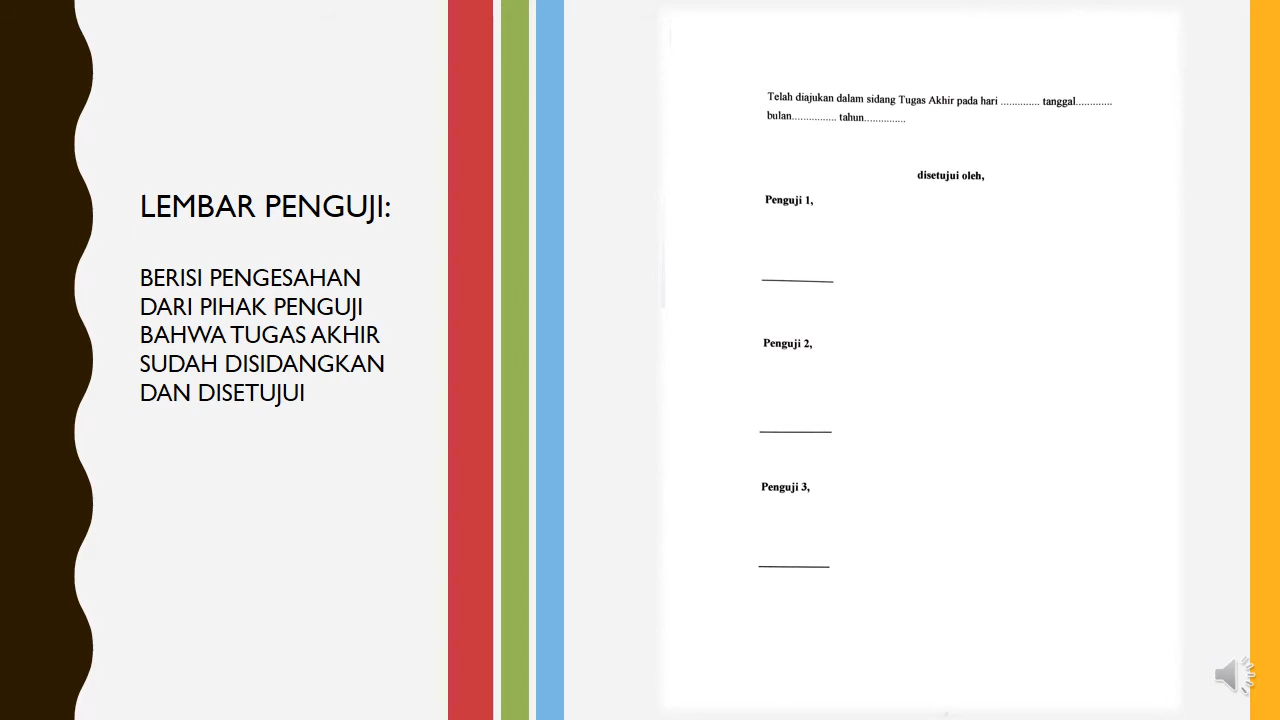 LEMBAR PENGUJI:
BERISI PENGESAHAN
DARI PIHAK PENGUJI
BAHWA TUGAS AKHIR
SUDAH DISIDANGKAN
DAN DISETUJUI
Telah diajukan dalam sidang Tugas Akhir pada hari ............. tanggal............
bulan............... tahun..............
disetujui oleh,
Penguji 1,
Penguji 2,
Penguji 3,